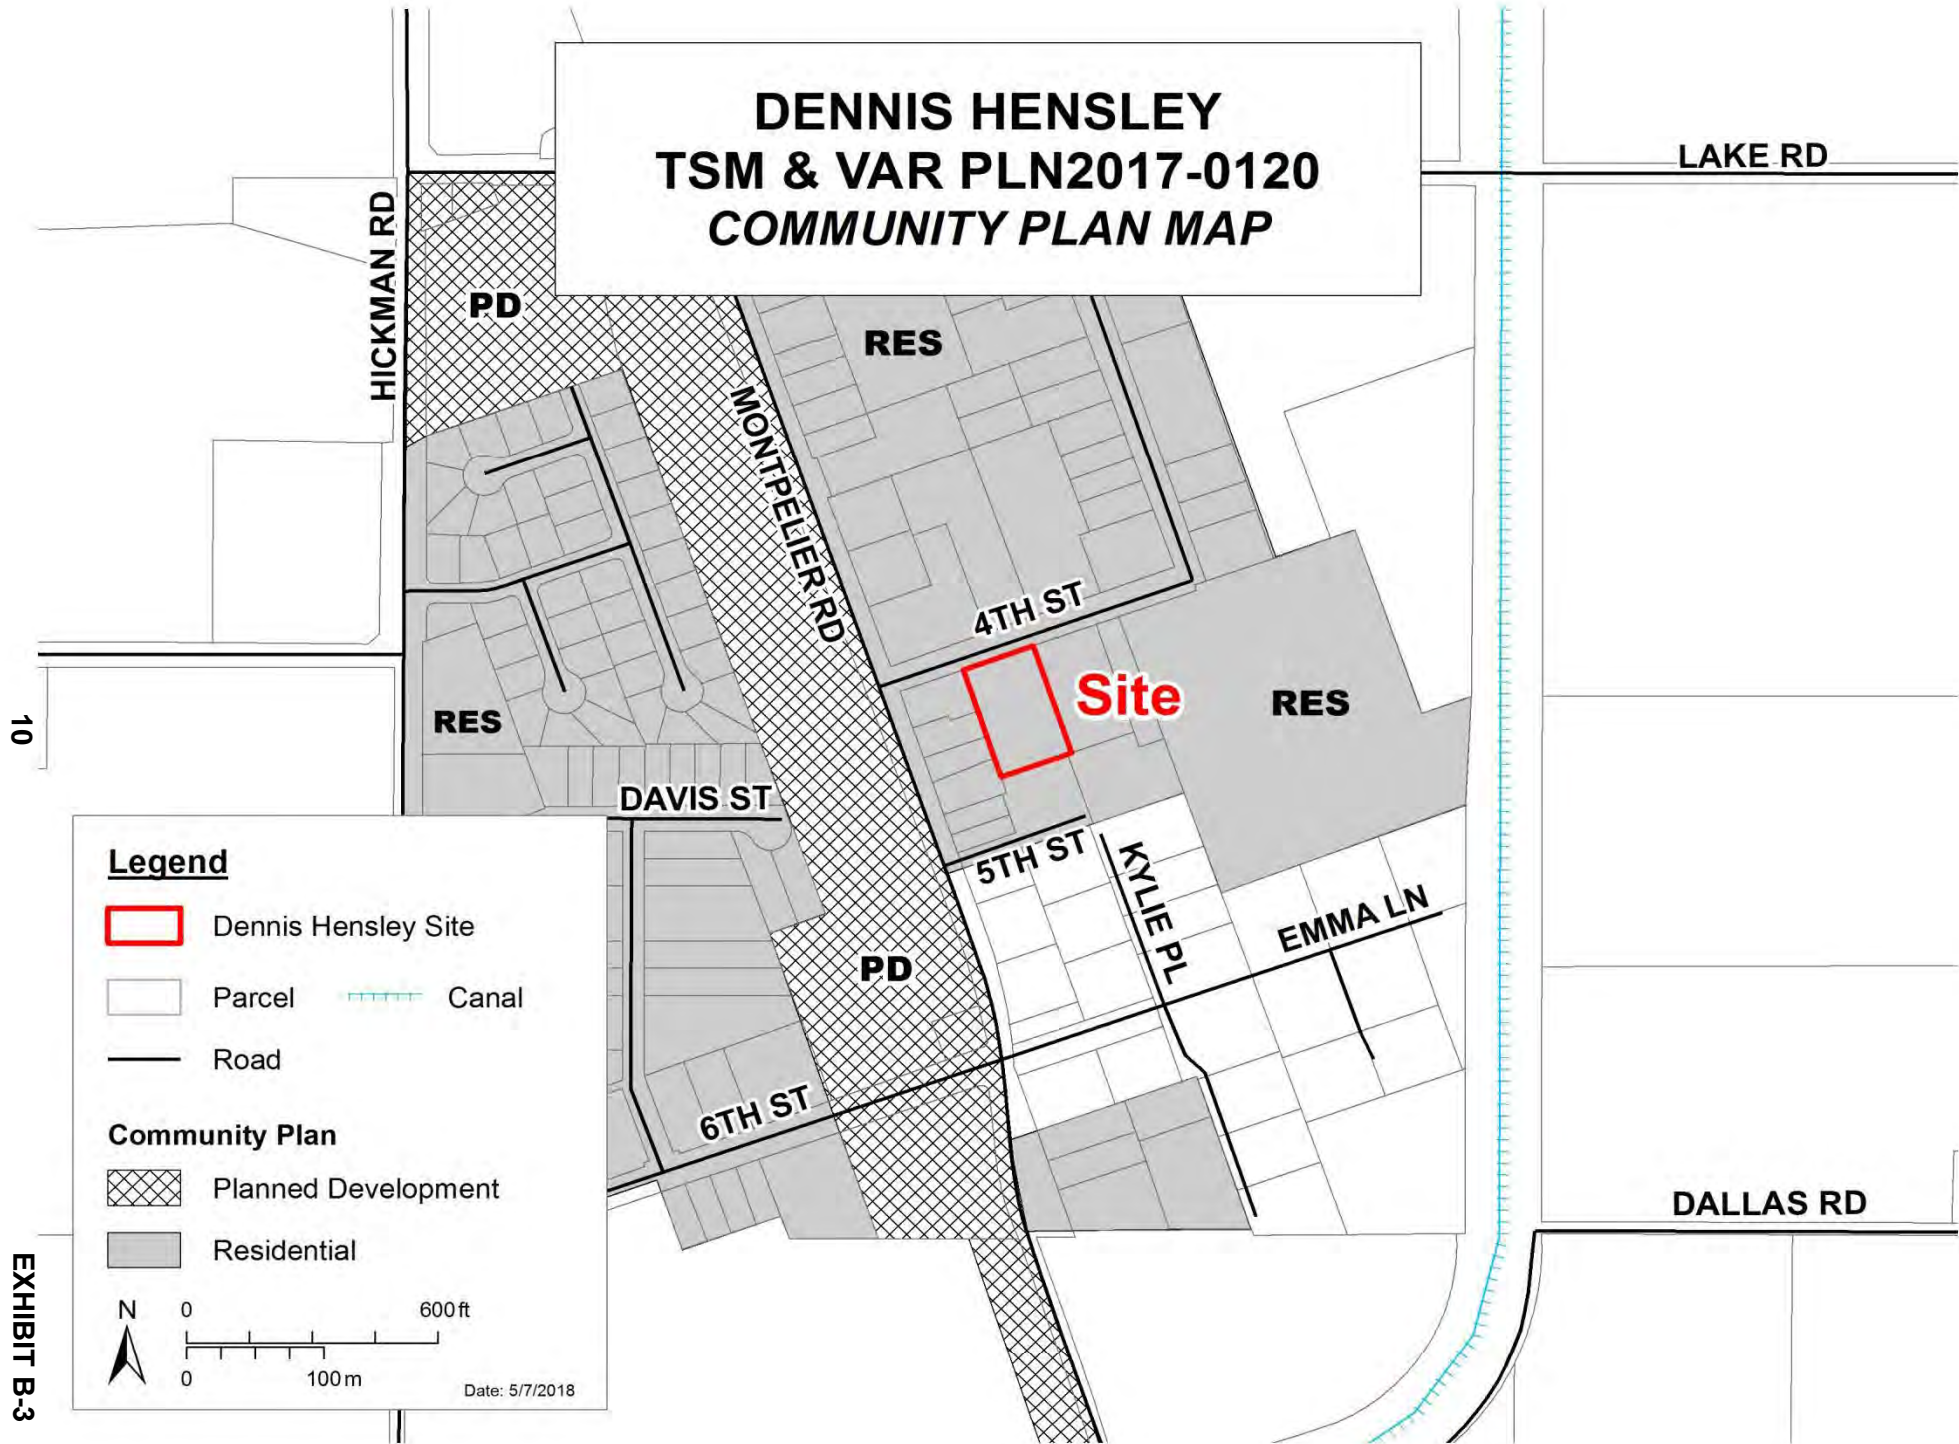 DENNIS HENSLEY
TSM & VAR PLN2017-0120
COMMUNITY PLAN MAP
LAKE RD
HICKMAN RD
PD
RES
MONTPELIER RD
4TH ST
Site
RES
RES
DAVIS ST
5TH ST
KYLIE PL
EMMA LN
PD
6TH ST
DALLAS RD
Legend
Dennis Hensley Site
Parcel
Canal
Road
Community Plan
Planned Development
Residential
N
0 600 ft
0 100 m
Date: 5/7/2018
10
EXHIBIT B-3